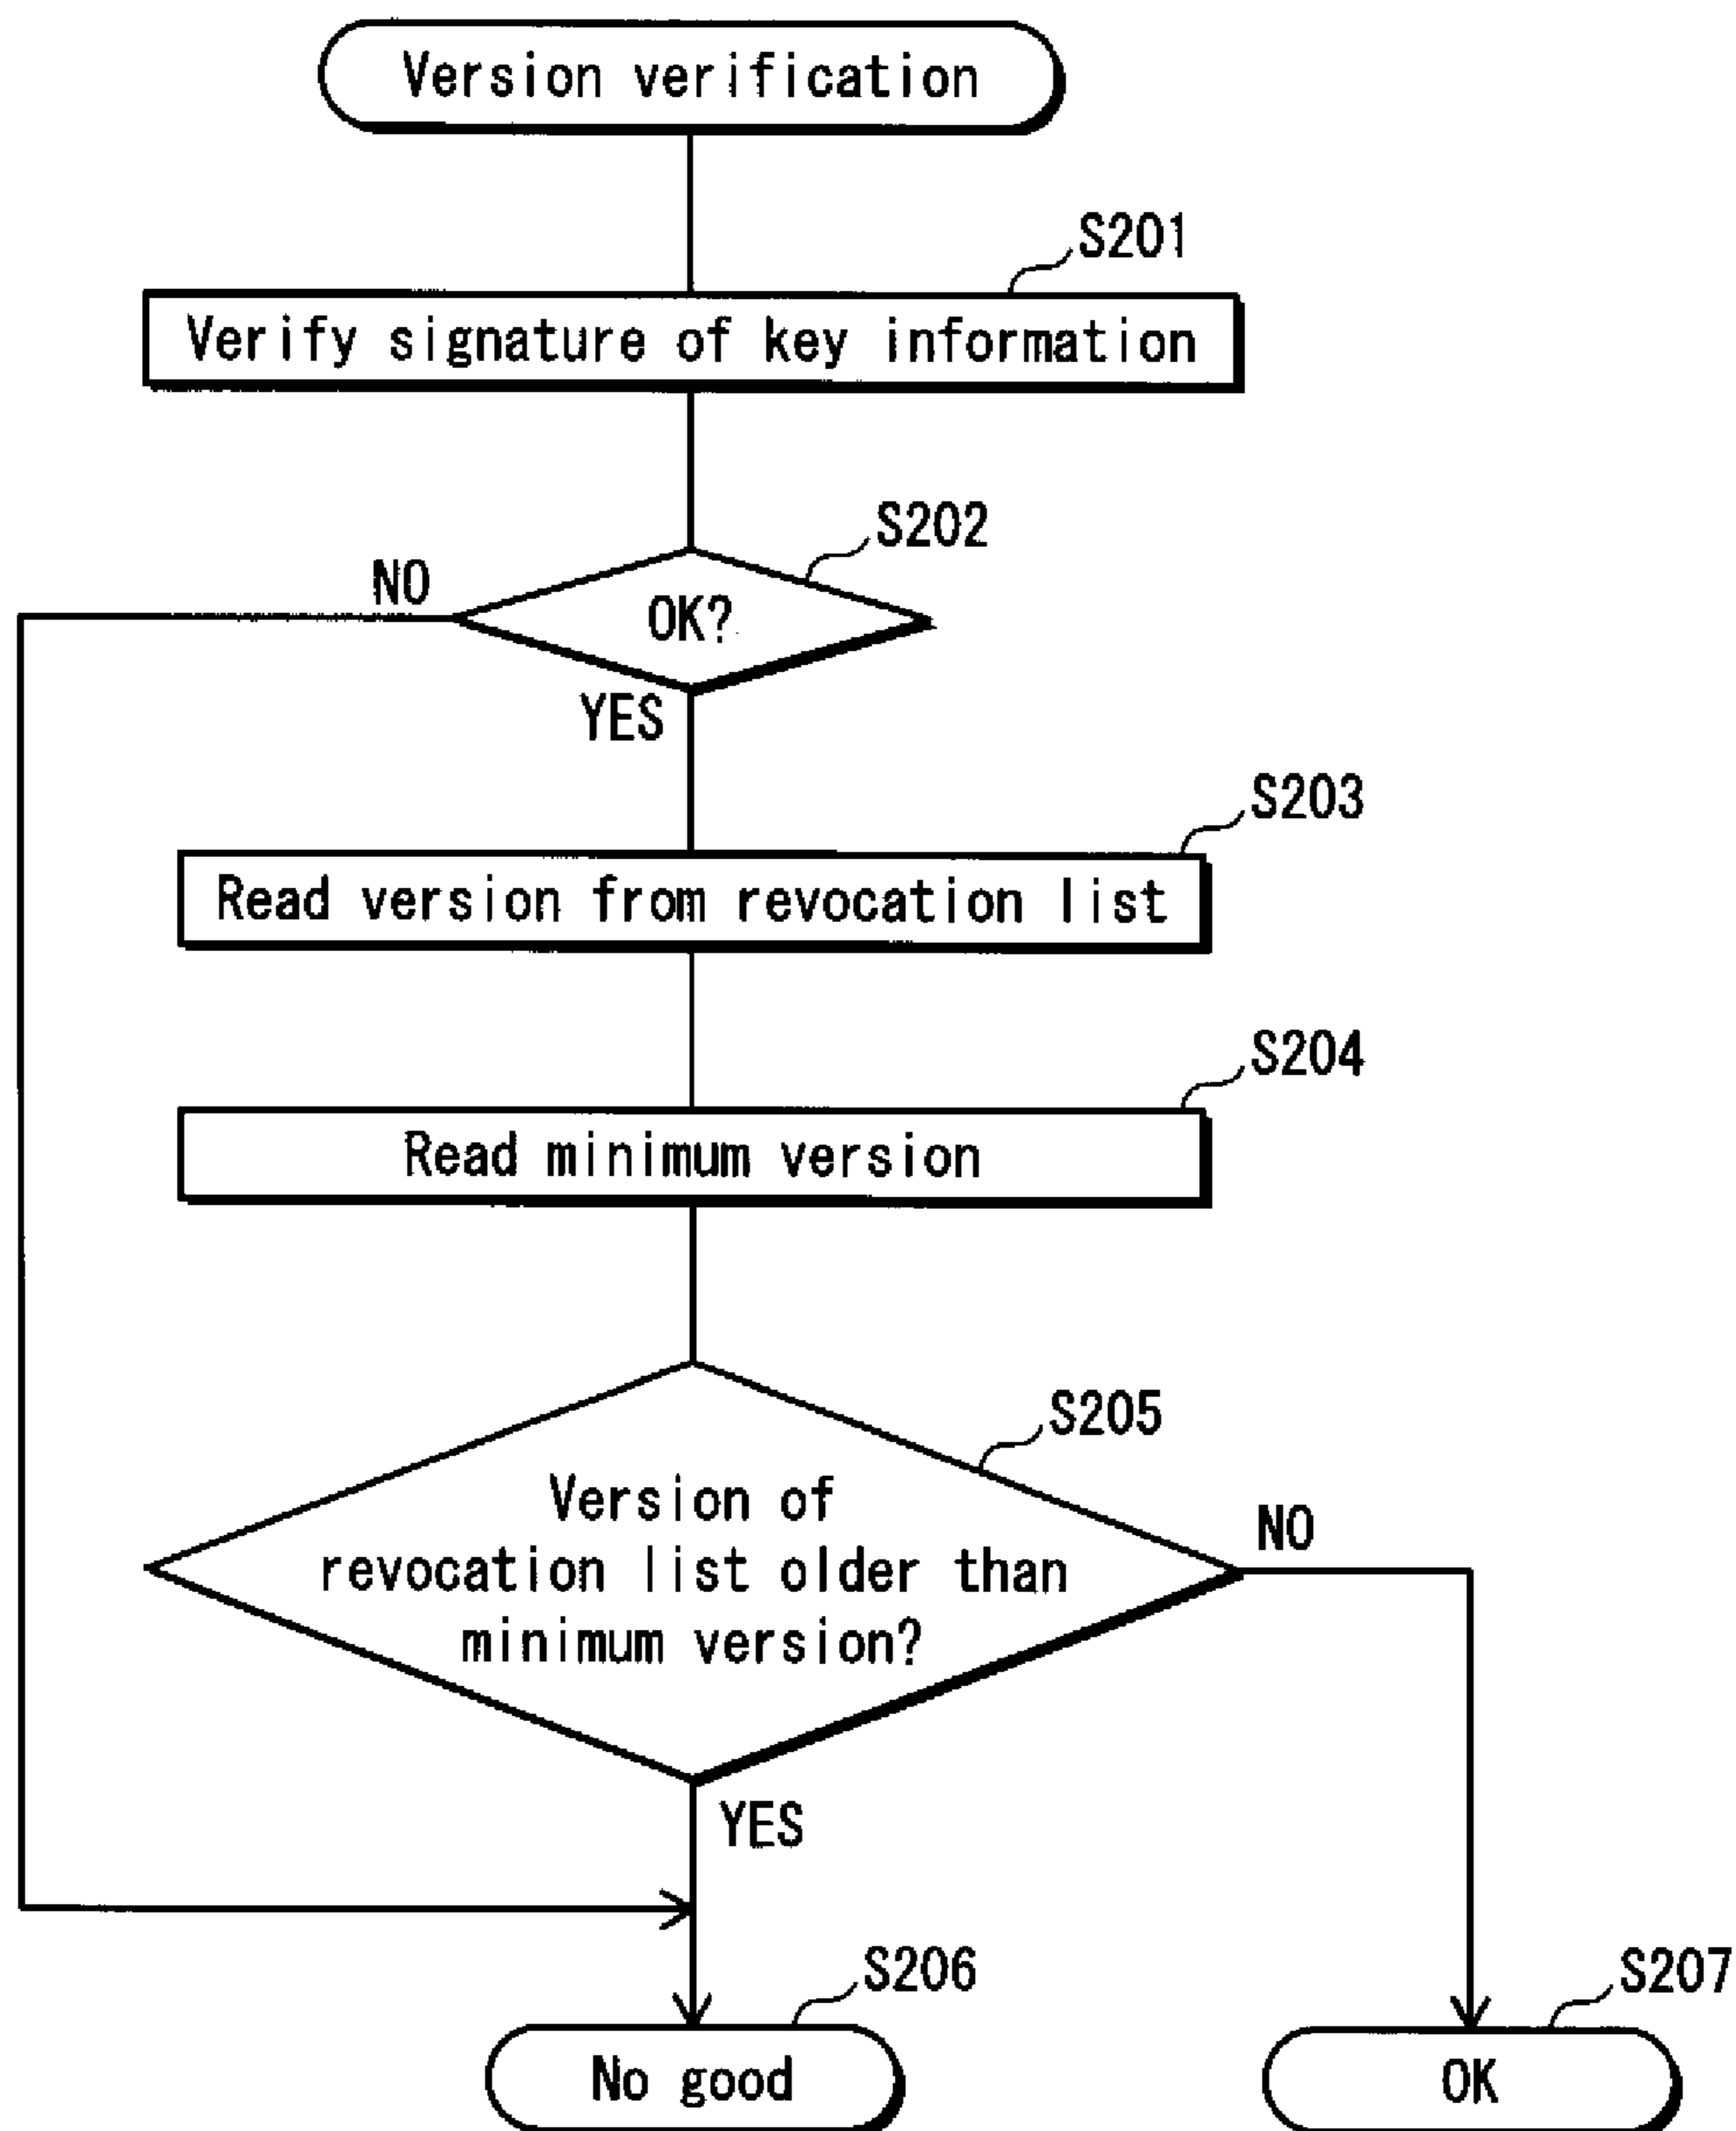 Version verification
S201
Verify signature of key information
S202
NO
OK?
YES
S203
Read version from revocation list
S204
Read minimum version
S205
Version of
revocation list older than
minimum version?
NO
YES
S206
No good
S207
OK